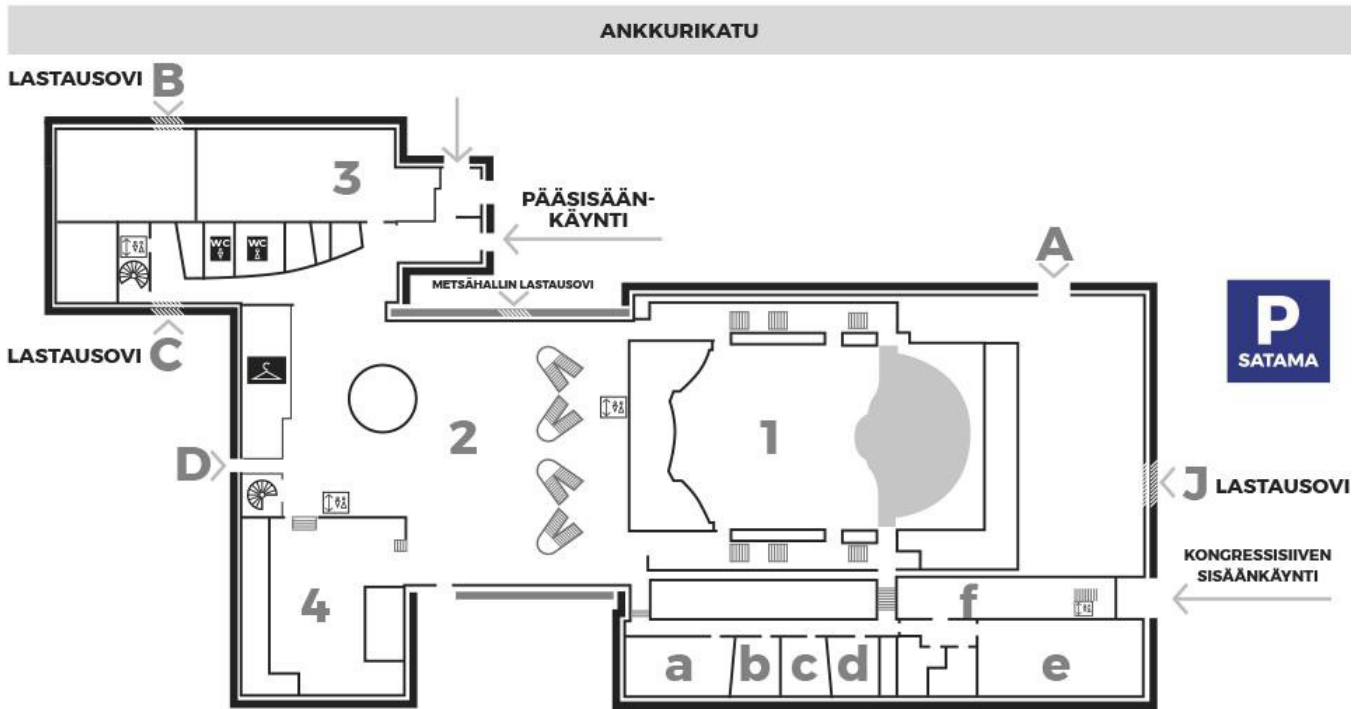 ANKKURIKATU
LASTAUSOVI B
3
PÄÄSISÄÄN-
KÄYNTI
WC WC
A
METSÄHALLIN LASTAUSOVI
P
SATAMA
LASTAUSOVI C
2
1
D
J LASTAUSOVI
KONGRESSISIIVEN
SISÄÄNKÄYNTI
4
f
a b c d e